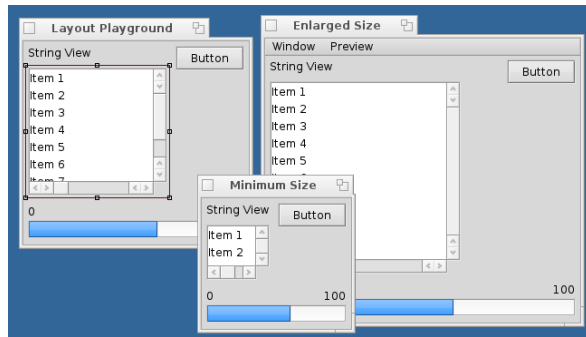 Layout Playground
String View
Button
Item 1
Item 2
Item 3
Item 4
Item 5
Item 6
Item 7
0
Enlarged Size
Window Preview
String View
Button
Item 1
Item 2
Item 3
Item 4
Item 5
100
Minimum Size
String View
Button
Item 1
Item 2
0 100